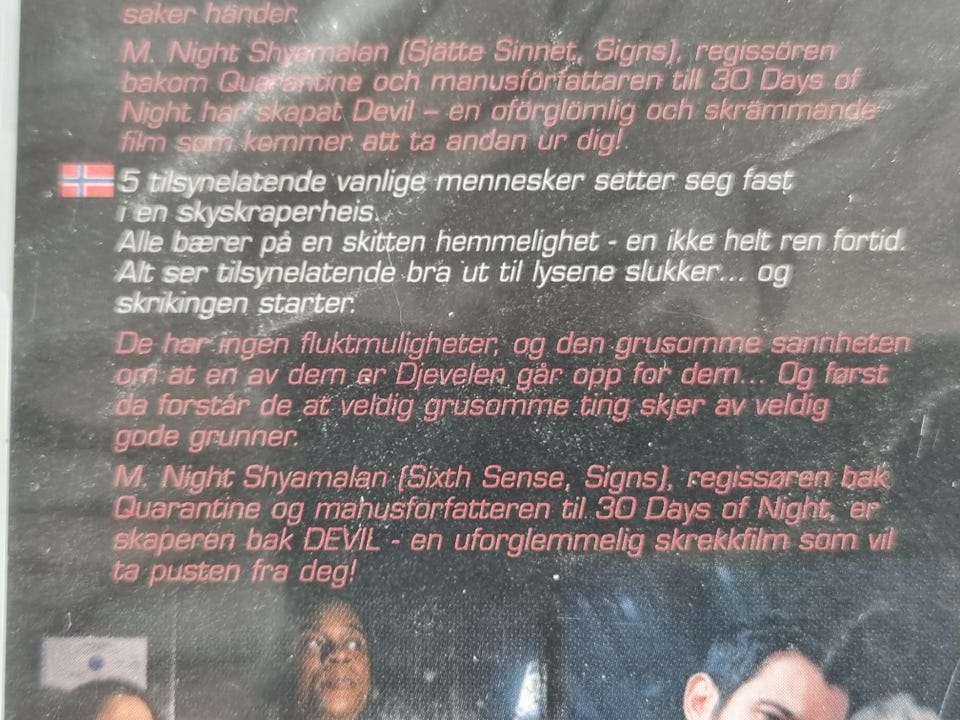 saker händer.
M. Night Shyamalan (Sjätte Sinnet, Signs), regissören
bakom Quarantine och manusförfattaren till 30 Days of
Night har skapat Devil – en oförglömlig och skrämmande
film som kommer att ta andan ur dig!
5 tilsynelatende vanlige mennesker setter seg fast
i en skyskraperheis.
Alle bærer på en skitten hemmelighet - en ikke helt ren fortid.
Alt ser tilsynelatende bra ut til lysene slukker... og
skrikingen starter.
De har ingen fluktmuligheter, og den grusomme sannheten
om at en av dem er Djevelen går opp for dem... Og først
da forstår de at veldig grusomme ting skjer av veldig
gode grunner.
M. Night Shyamalan (Sixth Sense, Signs), regissøren bak
Quarantine og mahusforfatteren til 30 Days of Night, er
skaperen bak DEVIL - en uforglemmelig skrekkfilm som vil
ta pusten fra deg!